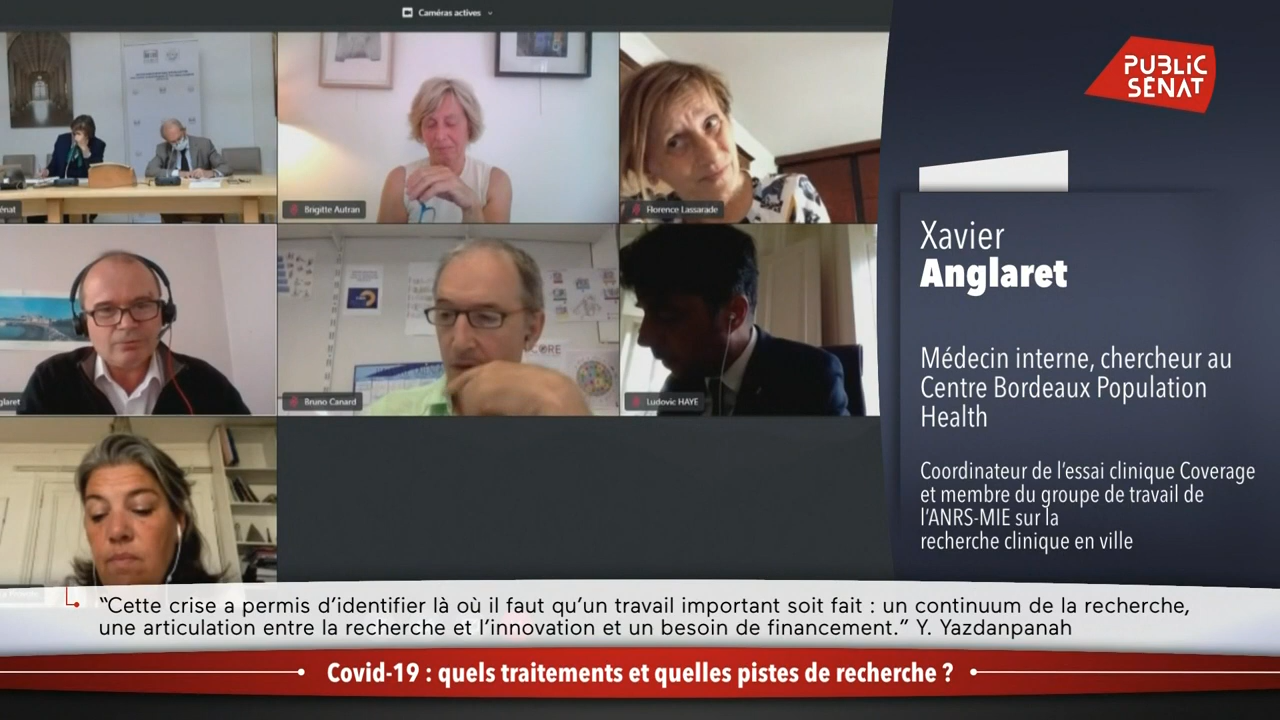 Caméras actives
PUBLIC
SÉNAT
énat
Brigitte Autran
Florence Lassarade
glaret
Bruno Canard
Ludovic HAYE
CORE
Xavier
Anglaret
Médecin interne, chercheur au
Centre Bordeaux Population
Health
Coordinateur de l’essai clinique Coverage
et membre du groupe de travail de
l’ANRS-MIE sur la
recherche clinique en ville
“Cette crise a permis d’identifier là où il faut qu’un travail important soit fait : un continuum de la recherche,
une articulation entre la recherche et l’innovation et un besoin de financement.” Y. Yazdanpanah
Covid-19 : quels traitements et quelles pistes de recherche ?